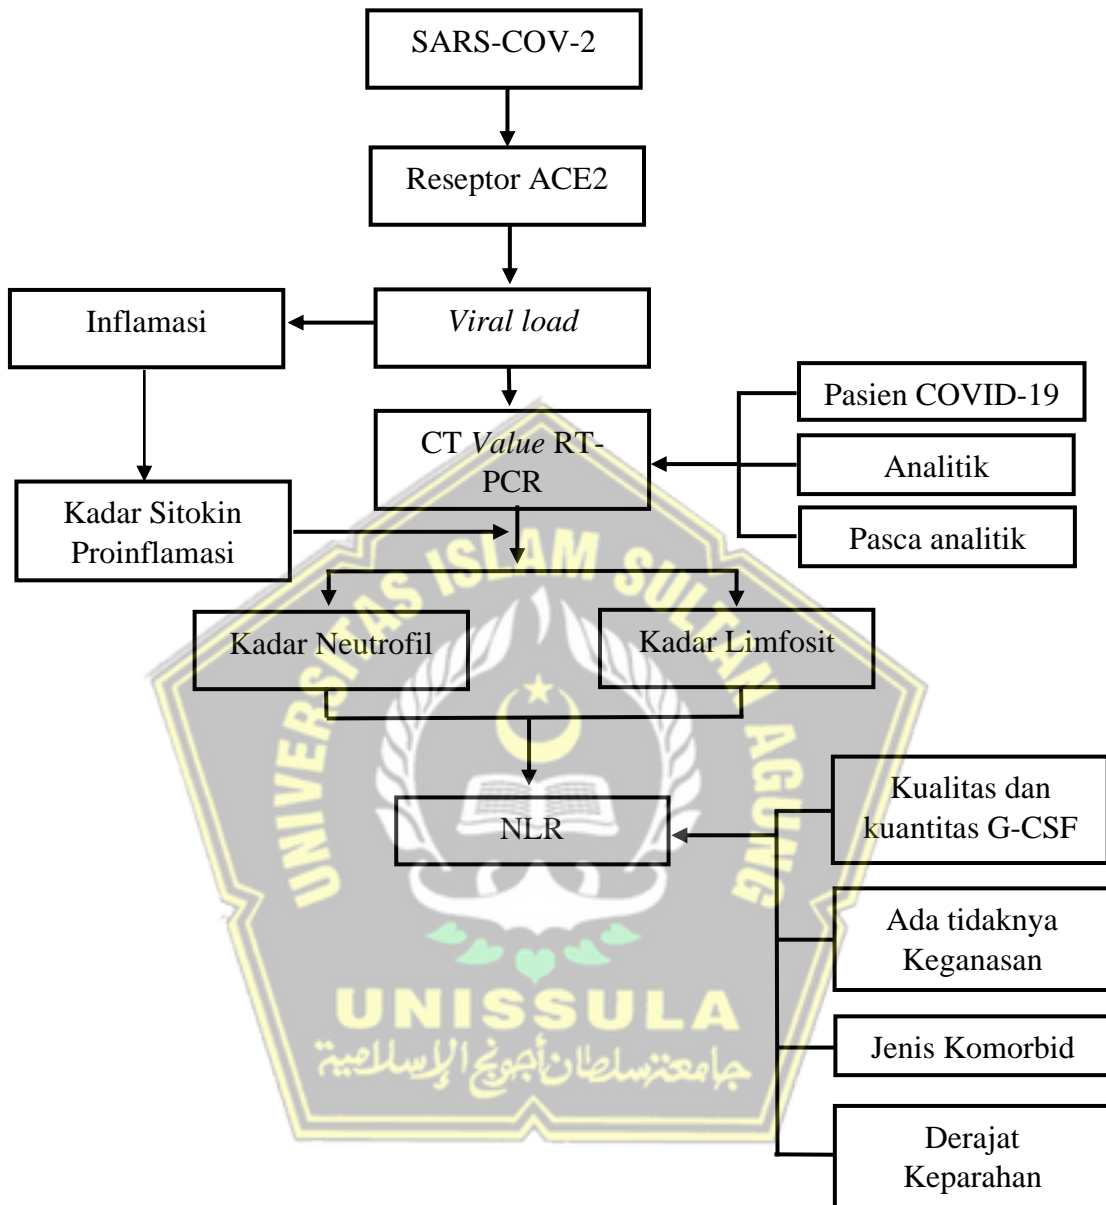 SARS-COV-2
Reseptor ACE2
Inflamasi
Viral load
Pasien COVID-19
CT Value RT-
PCR
Analitik
Kadar Sitokin
Proinflamasi
Pasca analitik
UNIVERSITAS ISLAM SULTAN AGUNG
Kadar Neutrofil
Kadar Limfosit
NLR
Kualitas dan
kuantitas G-CSF
Ada tidaknya
Keganasan
UNISSULA
جامعتسلطان أجونج الإسلامية
Jenis Komorbid
Derajat
Keparahan